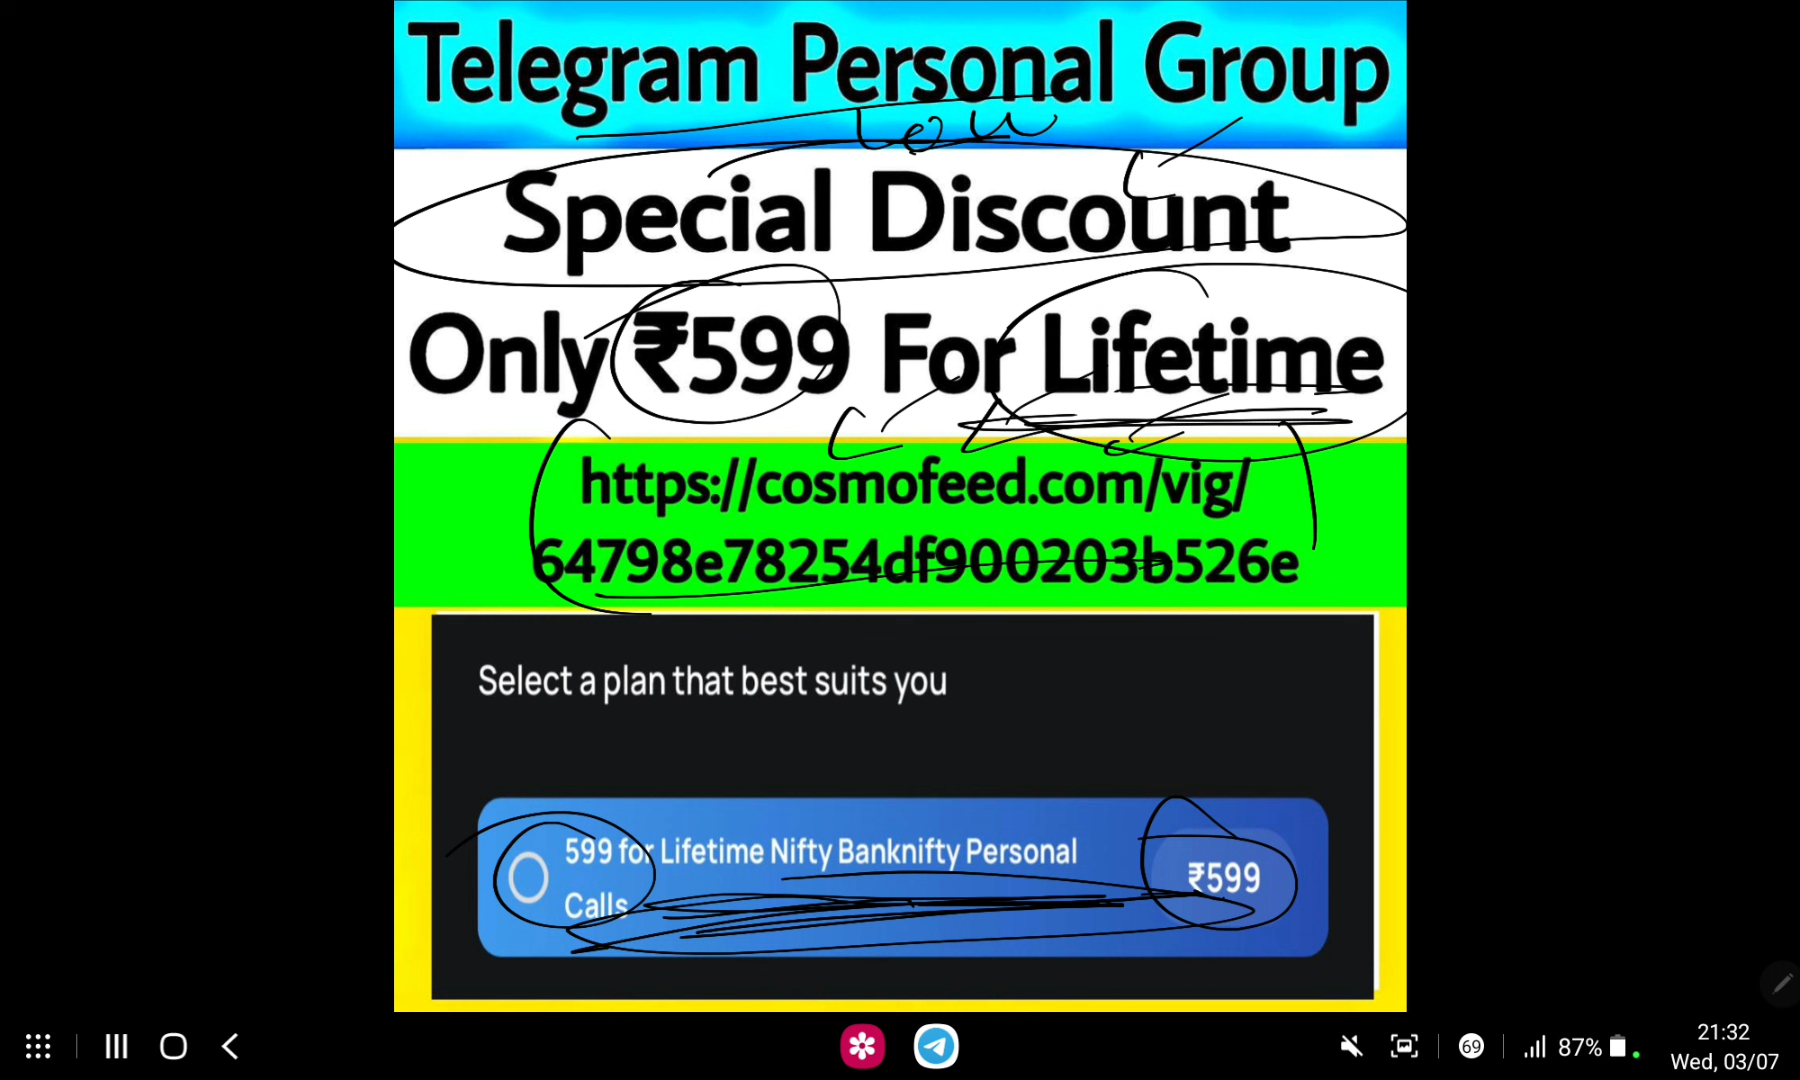 Telegram Personal Group
Low
Special Discount
Only ₹599 For Lifetime
https://cosmofeed.com/vig/
64798e78254df900203b526e
Select a plan that best suits you
599 for Lifetime Nifty Banknifty Personal
Calls
₹599
69
87%
21:32
Wed, 03/07